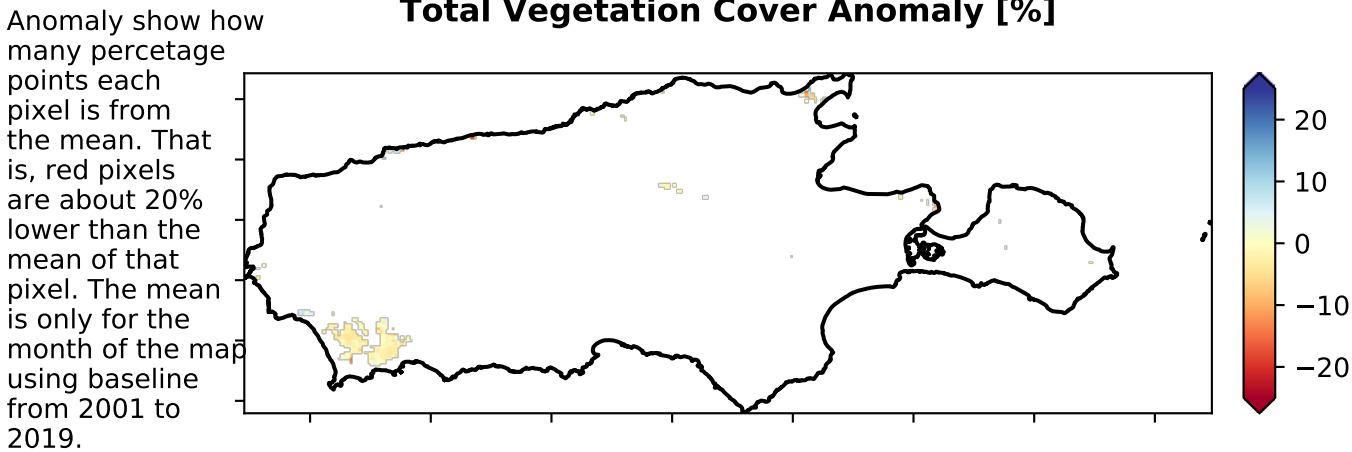 Total Vegetation Cover Anomaly [%]
Anomaly show how
many percetage
points each
pixel is from
the mean. That
is, red pixels
are about 20%
lower than the
mean of that
pixel. The mean
is only for the
month of the map
using baseline
from 2001 to
2019.
20
10
0
−10
−20